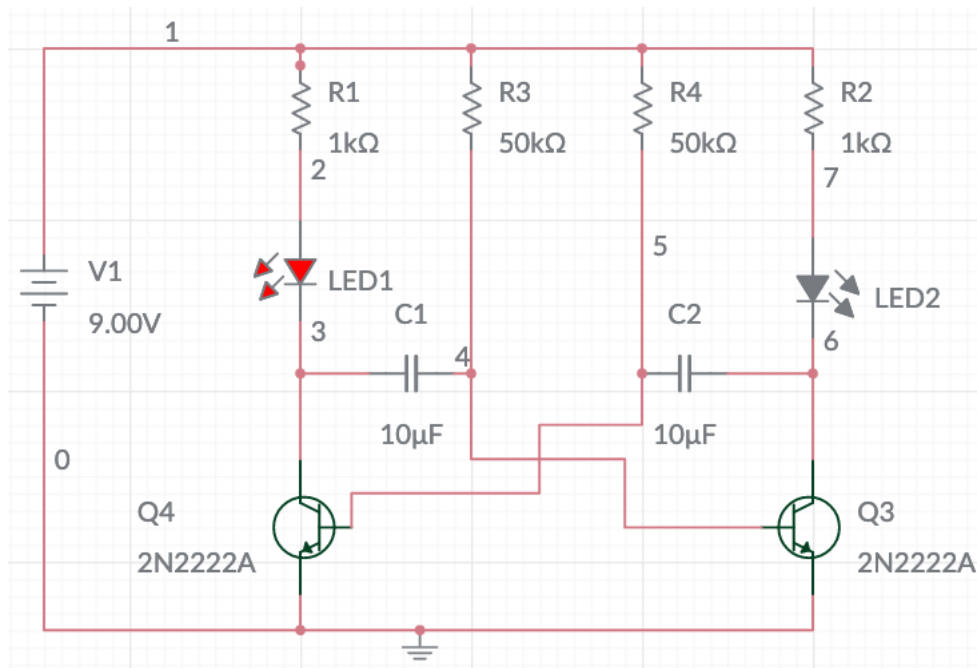 1
R1
1kΩ
R3
50kΩ
R4
50kΩ
R2
1kΩ
2
7
5
V1
9.00V
LED1
LED2
3
C1
4
10µF
C2
10µF
6
0
Q4
2N2222A
Q3
2N2222A